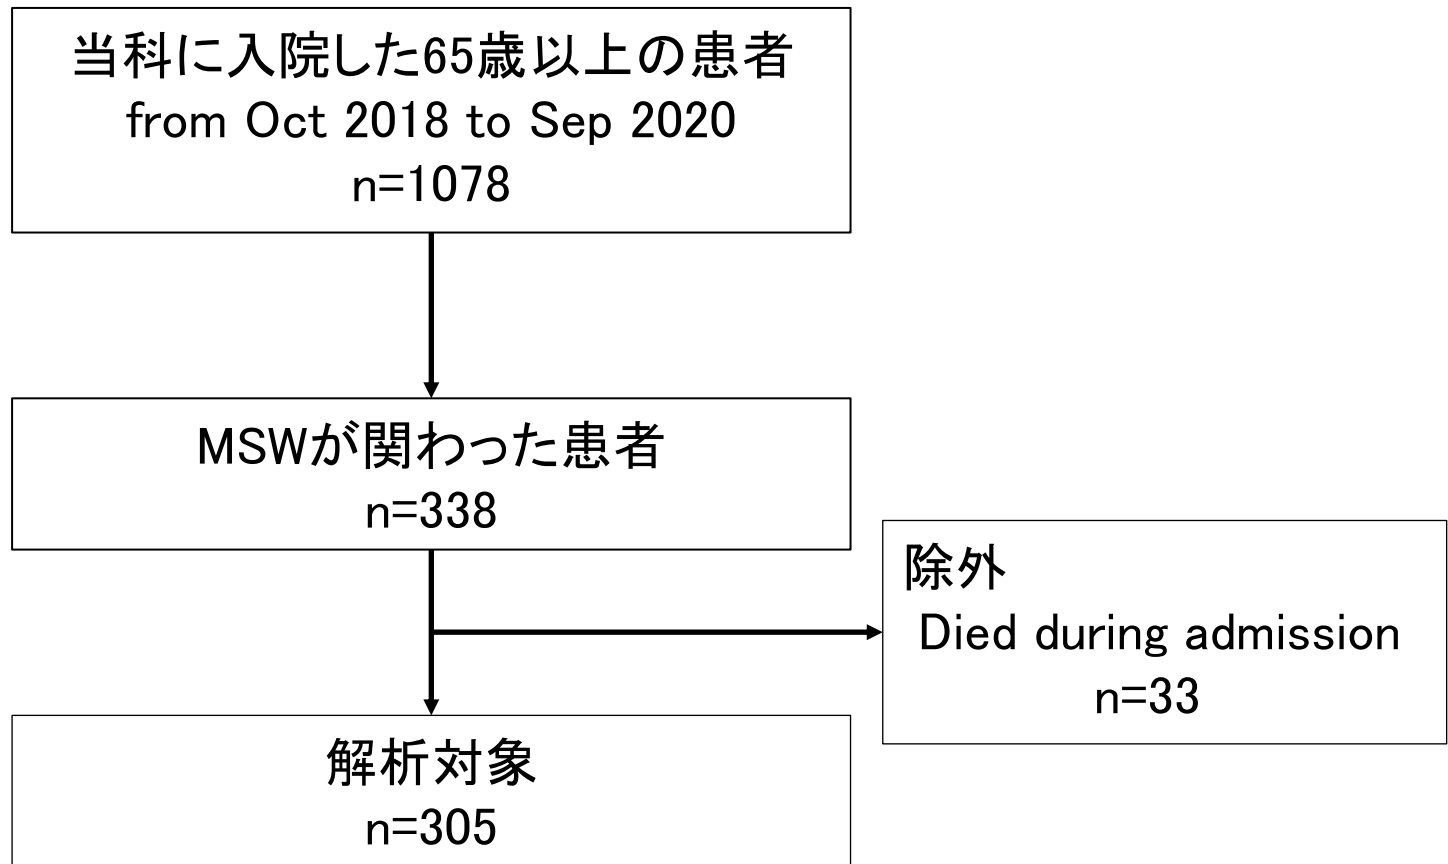 当科に入院した65歳以上の患者
from Oct 2018 to Sep 2020
n=1078
MSWが関わった患者
n=338
除外
Died during admission
n=33
解析対象
n=305